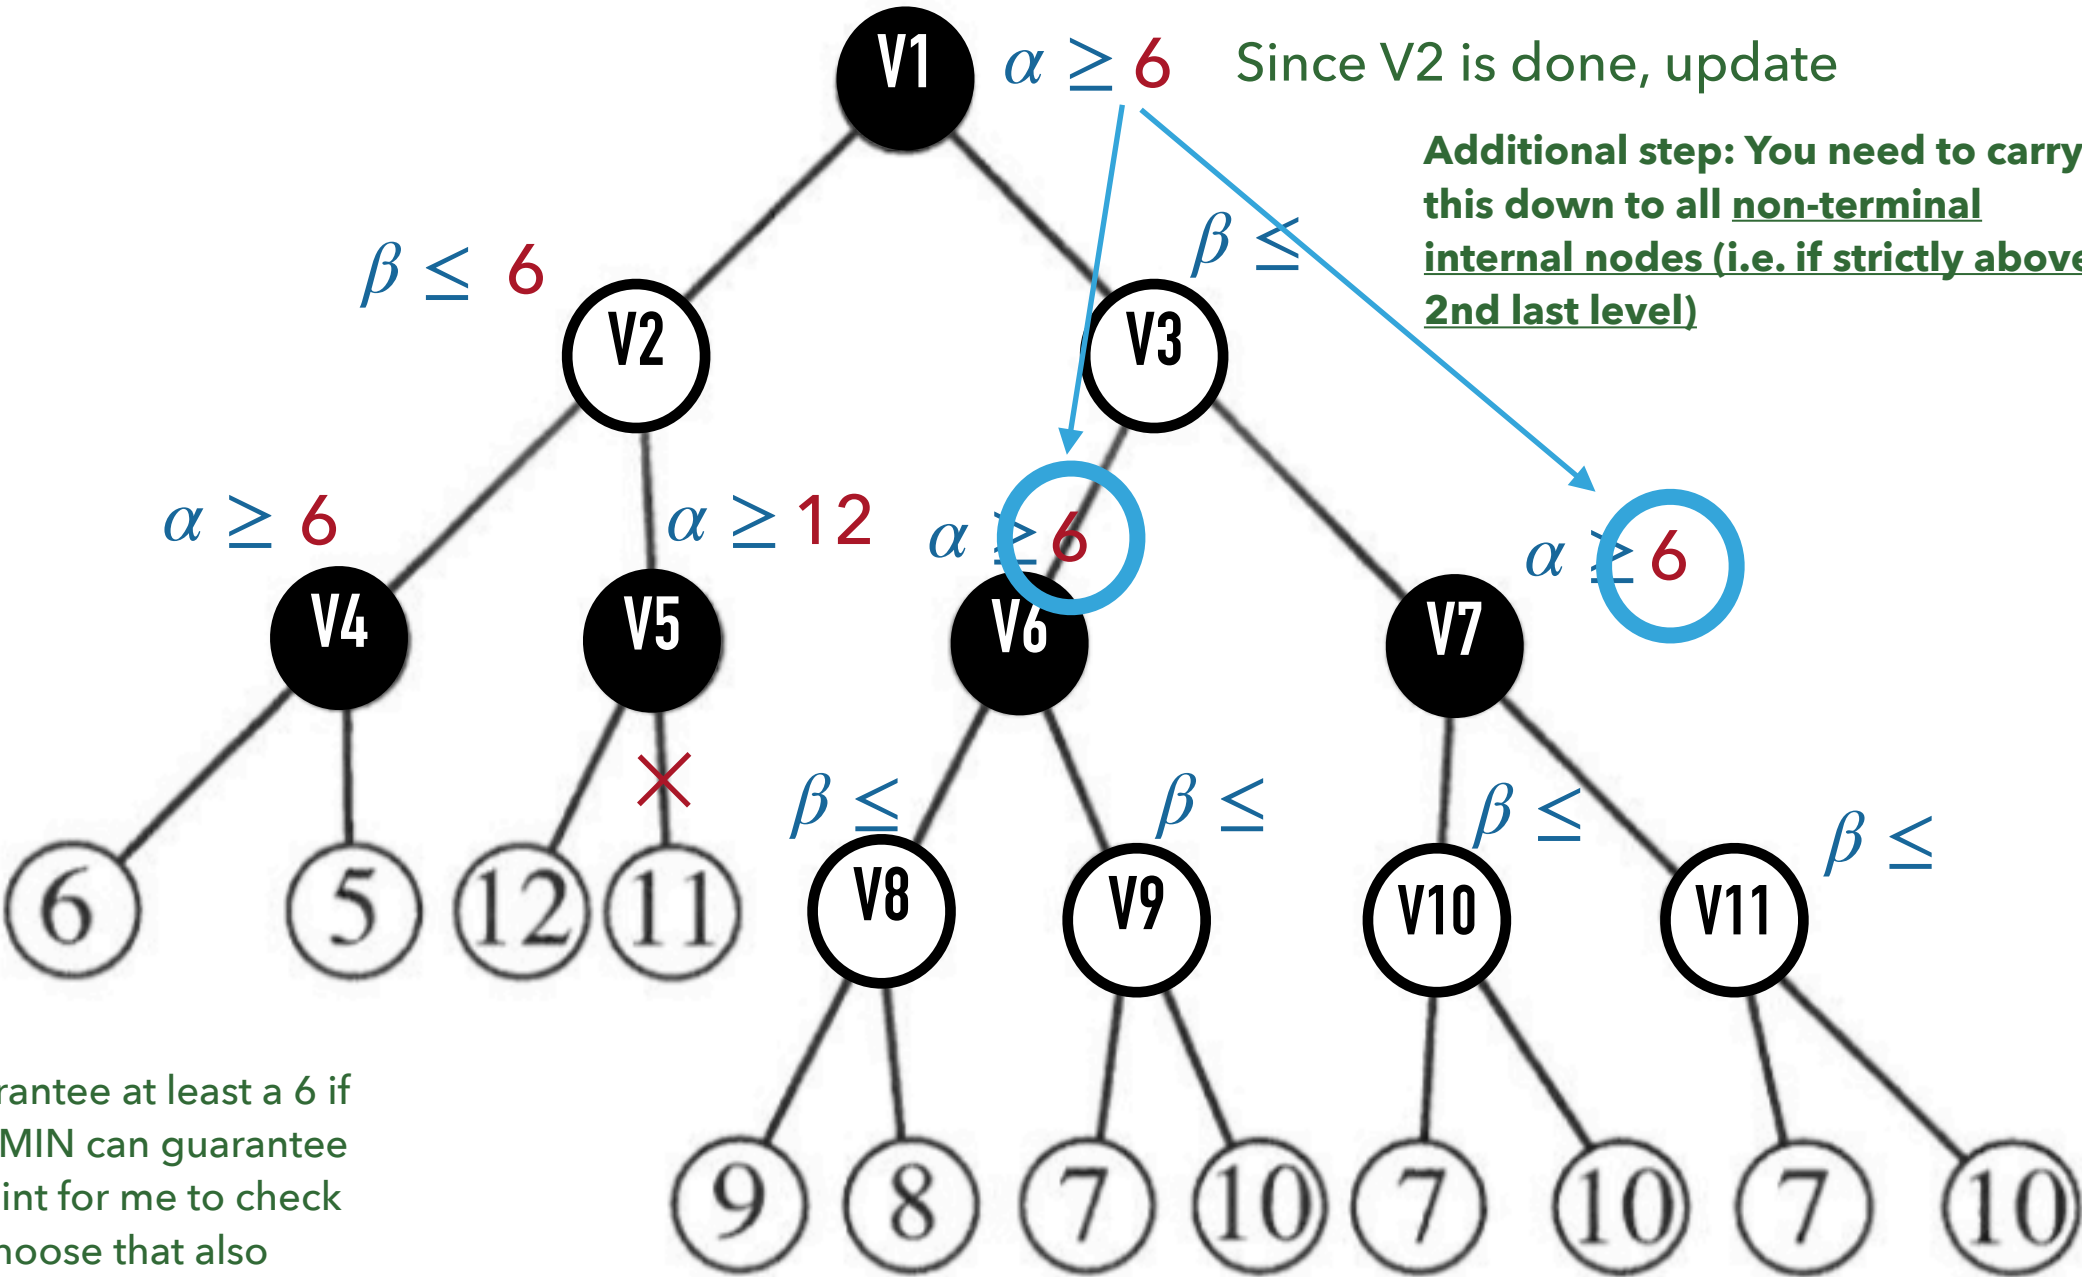 V1
α ≥ 6
Since V2 is done, update
Additional step: You need to carry
this down to all non-terminal
internal nodes (i.e. if strictly above
2nd last level)
β ≤ 6
β ≤
V2
V3
α ≥ 6
α ≥ 12
α ≥ 6
α ≥ 6
V4
V5
V6
V7
β ≤
β ≤
β ≤
β ≤
6
5
12
11
V8
V9
V10
V11
rantee at least a 6 if
MIN can guarantee
int for me to check
hoose that also
9
8
7
10
7
10
7
10